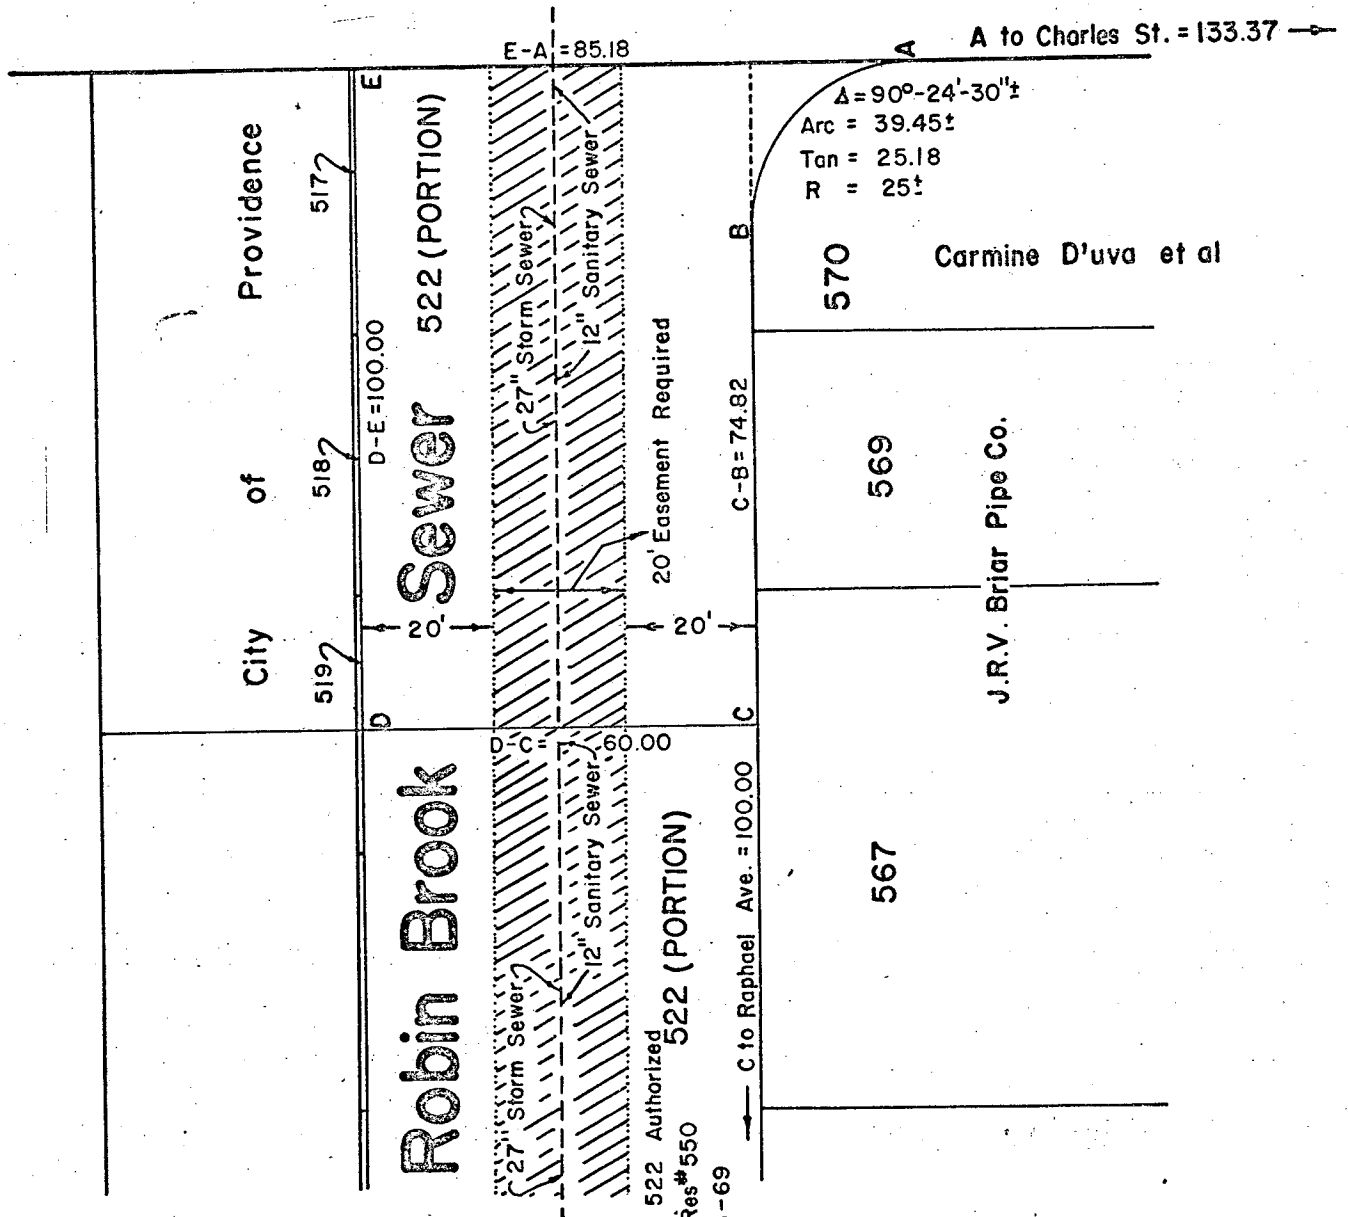 E-A = 85.18
A to Charles St. = 133.37
A
E
Δ = 90°-24'-30"±
Arc = 39.45±
Tan = 25.18
R = 25±
B
570
Carmine D'uva et al
City of Providence
517
518
519
D-E = 100.00
522 (PORTION)
Robin Brook Sewer
27" Storm Sewer
12" Sanitary Sewer
20' Easement Required
C-B = 74.82
569
J.R.V. Briar Pipe Co.
20'
20'
D
C
D-C = 60.00
27" Storm Sewer
12" Sanitary Sewer
522 (PORTION)
C to Raphael Ave. = 100.00
567
522 Authorized
Res #550
-69